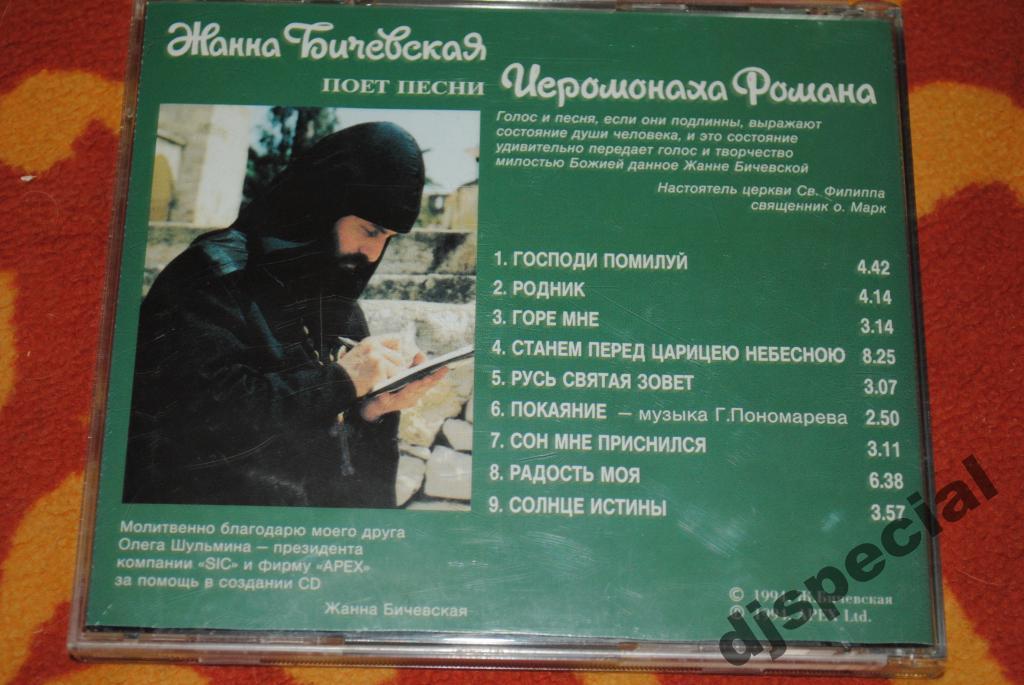 Жанна Бичевская
ПОЕТ ПЕСНИ
Иеромонаха Романа
Голос и песня, если они подлинны, выражают
состояние души человека, и это состояние
удивительно передает голос и творчество
милостью Божией данное Жанне Бичевской
Настоятель церкви Св. Филиппа
священник о. Марк
1. ГОСПОДИ ПОМИЛУЙ 4.42
2. РОДНИК 4.14
3. ГОРЕ МНЕ 3.14
4. СТАНЕМ ПЕРЕД ЦАРИЦЕЮ НЕБЕСНОЮ 8.25
5. РУСЬ СВЯТАЯ ЗОВЕТ 3.07
6. ПОКАЯНИЕ – музыка Г.Пономарева 2.50
7. СОН МНЕ ПРИСНИЛСЯ 3.11
8. РАДОСТЬ МОЯ 6.38
9. СОЛНЦЕ ИСТИНЫ 3.57
Молитвенно благодарю моего друга
Олега Шульмина – президента
компании «SIC» и фирму «APEX»
за помощь в создании CD
Жанна Бичевская
© Бичевская
Ltd.
djspecial